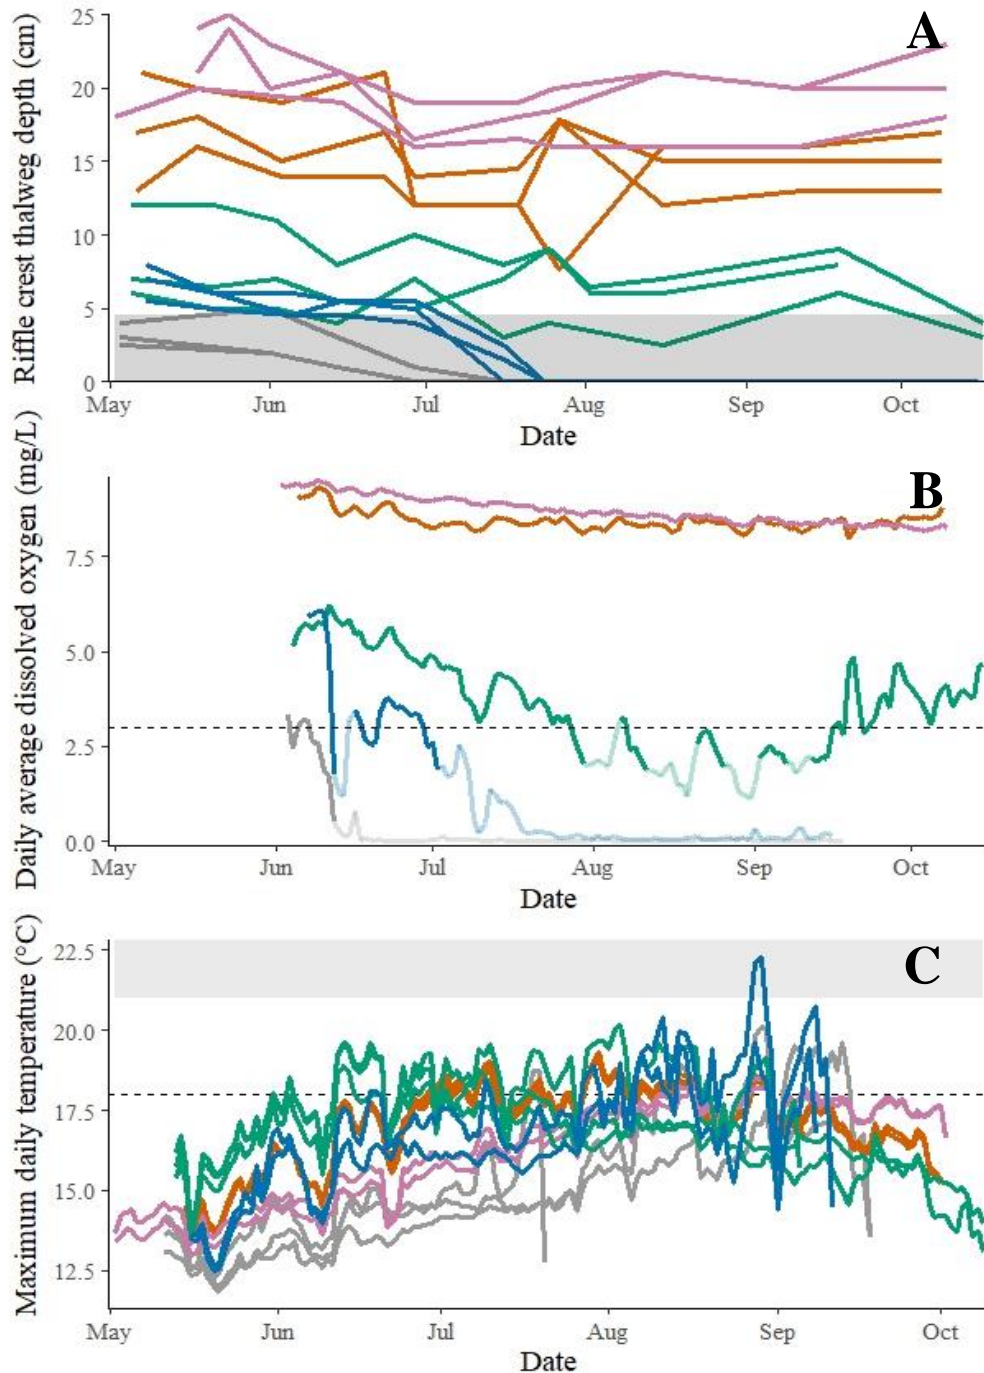 A
Riffle crest thalweg depth (cm)
25
20
15
10
5
0
May Jun Jul Aug Sep Oct
Date
B
Daily average dissolved oxygen (mg/L)
7.5
5.0
2.5
0.0
May Jun Jul Aug Sep Oct
Date
C
Maximum daily temperature (°C)
22.5
20.0
17.5
15.0
12.5
May Jun Jul Aug Sep Oct
Date